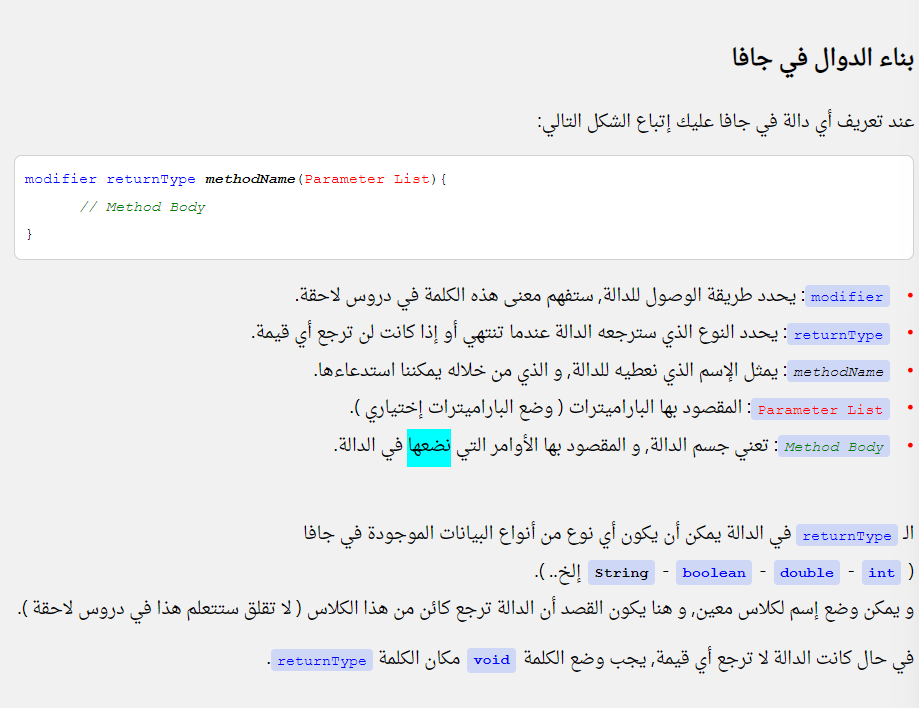 بناء الدوال في جافا
عند تعريف أي دالة في جافا عليك إتباع الشكل التالي:
modifier returnType methodName(Parameter List){
// Method Body
}
• modifier : يحدد طريقة الوصول للدالة, ستفهم معنى هذه الكلمة في دروس لاحقة.
• returnType : يحدد النوع الذي سترجعه الدالة عندما تنتهي أو إذا كانت لن ترجع أي قيمة.
• methodName : يمثل الإسم الذي نعطيه للدالة, و الذي من خلاله يمكننا استدعاءها.
• Parameter List : المقصود بها الباراميترات ( وضع الباراميترات إختياري ).
• Method Body : تعني جسم الدالة, و المقصود بها الأوامر التي نضعها في الدالة.
الـ returnType في الدالة يمكن أن يكون أي نوع من أنواع البيانات الموجودة في جافا
( int - double - boolean - String إلخ.. ).
و يمكن وضع إسم لكلاس معين, و هنا يكون القصد أن الدالة ترجع كائن من هذا الكلاس ( لا تقلق ستتعلم هذا في دروس لاحقة ).
في حال كانت الدالة لا ترجع أي قيمة, يجب وضع الكلمة void مكان الكلمة returnType .